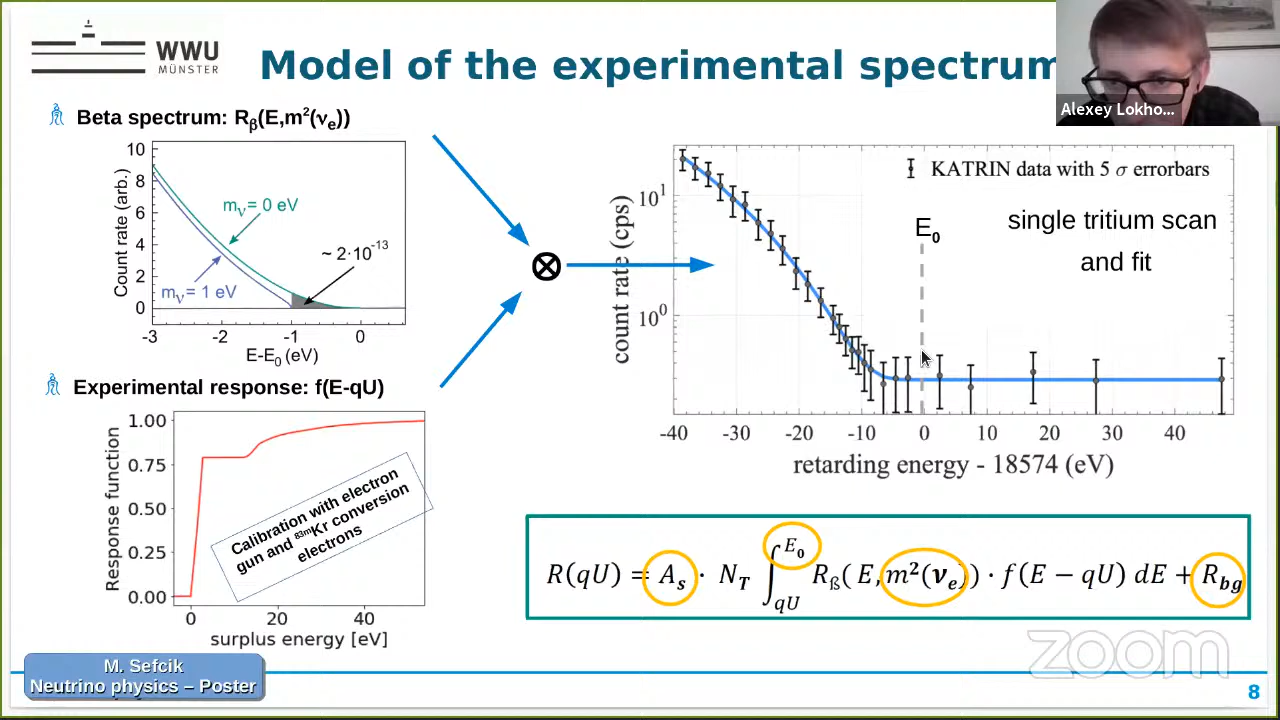 WWU
MÜNSTER
Model of the experimental spectrum
Alexey Lokho...
Beta spectrum: Rβ(E,m²(νe))
10
8
6
4
2
0
Count rate (arb.)
mν = 0 eV
mν = 1 eV
~ 2·10⁻¹³
-3
-2
-1
0
E-E₀ (eV)
Experimental response: f(E-qU)
1.00
0.75
0.50
0.25
0.00
Response function
Calibration with electron
gun and ⁸³ᵐKr conversion
electrons
0
20
40
surplus energy [eV]
KATRIN data with 5 σ errorbars
E₀
single tritium scan
and fit
10¹
10⁰
count rate (cps)
-40
-30
-20
-10
0
10
20
30
40
retarding energy - 18574 (eV)
R(qU) = Aₛ · N_T ∫_{qU}^{E₀} Rß( E, m²(νe)) · f(E − qU) dE + R_bg
zoom
M. Sefcik
Neutrino physics – Poster
8